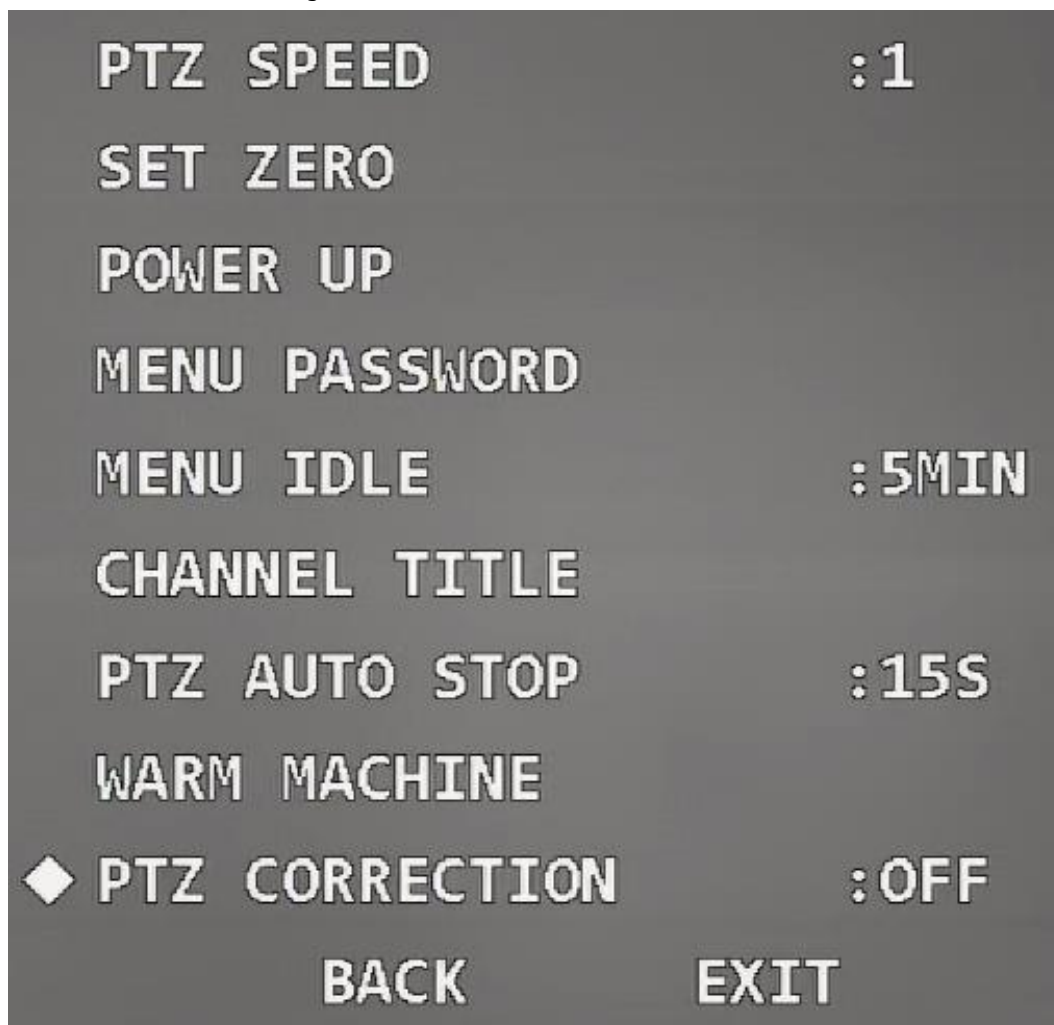 PTZ SPEED :1
SET ZERO
POWER UP
MENU PASSWORD
MENU IDLE :5MIN
CHANNEL TITLE
PTZ AUTO STOP :15S
WARM MACHINE
PTZ CORRECTION :OFF
BACK EXIT